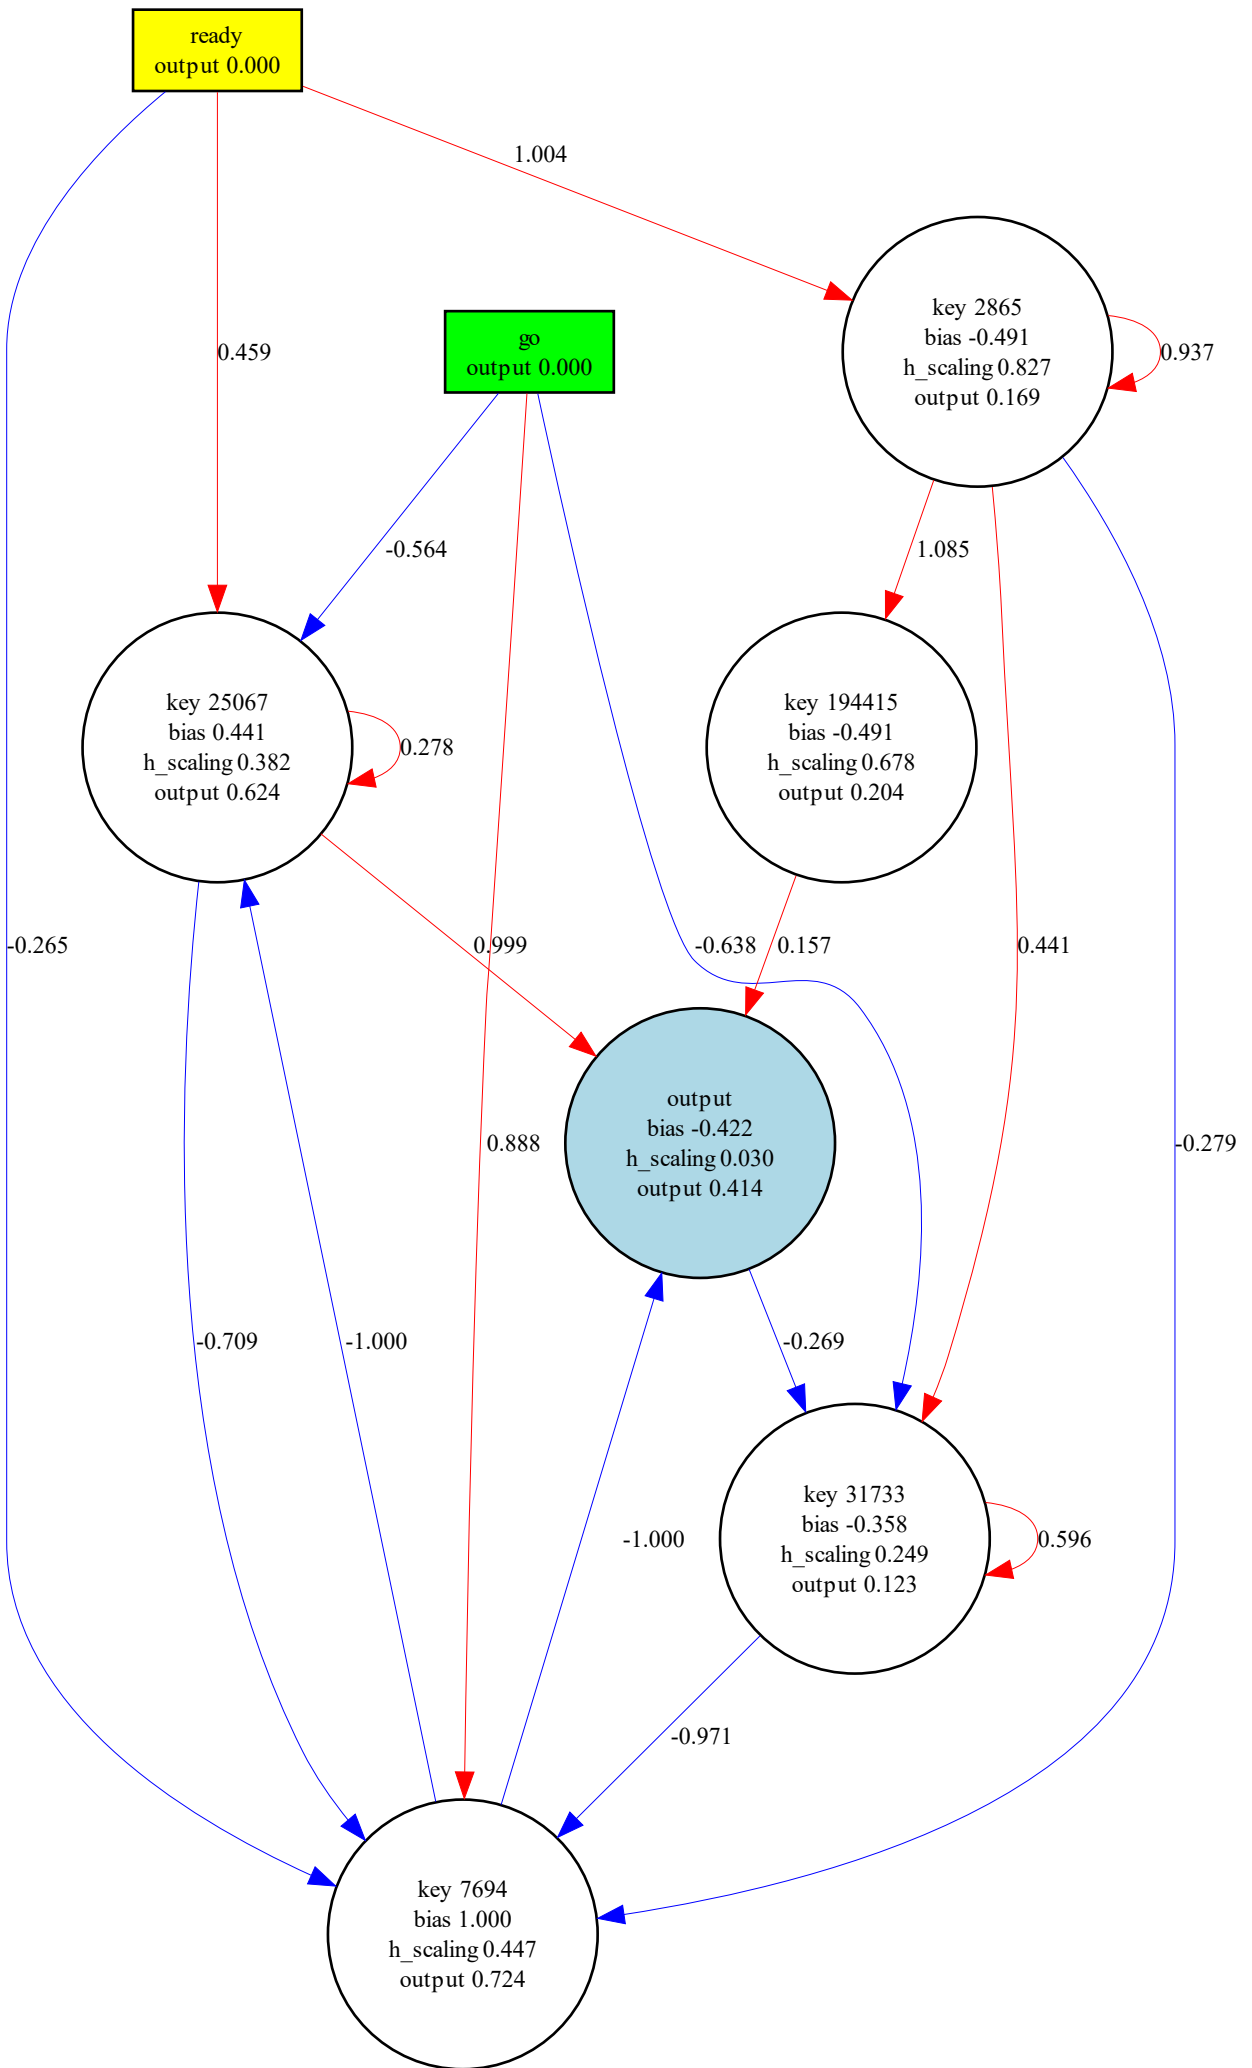 ready
output 0.000
1.004
key 2865
bias -0.491
h_scaling 0.827
output 0.169
0.937
go
output 0.000
0.459
-0.564
1.085
key 25067
bias 0.441
h_scaling 0.382
output 0.624
0.278
key 194415
bias -0.491
h_scaling 0.678
output 0.204
-0.265
0.999
-0.638
0.157
0.441
output
bias -0.422
h_scaling 0.030
output 0.414
0.888
-0.279
-0.709
-1.000
-0.269
key 31733
bias -0.358
h_scaling 0.249
output 0.123
-1.000
0.596
-0.971
key 7694
bias 1.000
h_scaling 0.447
output 0.724